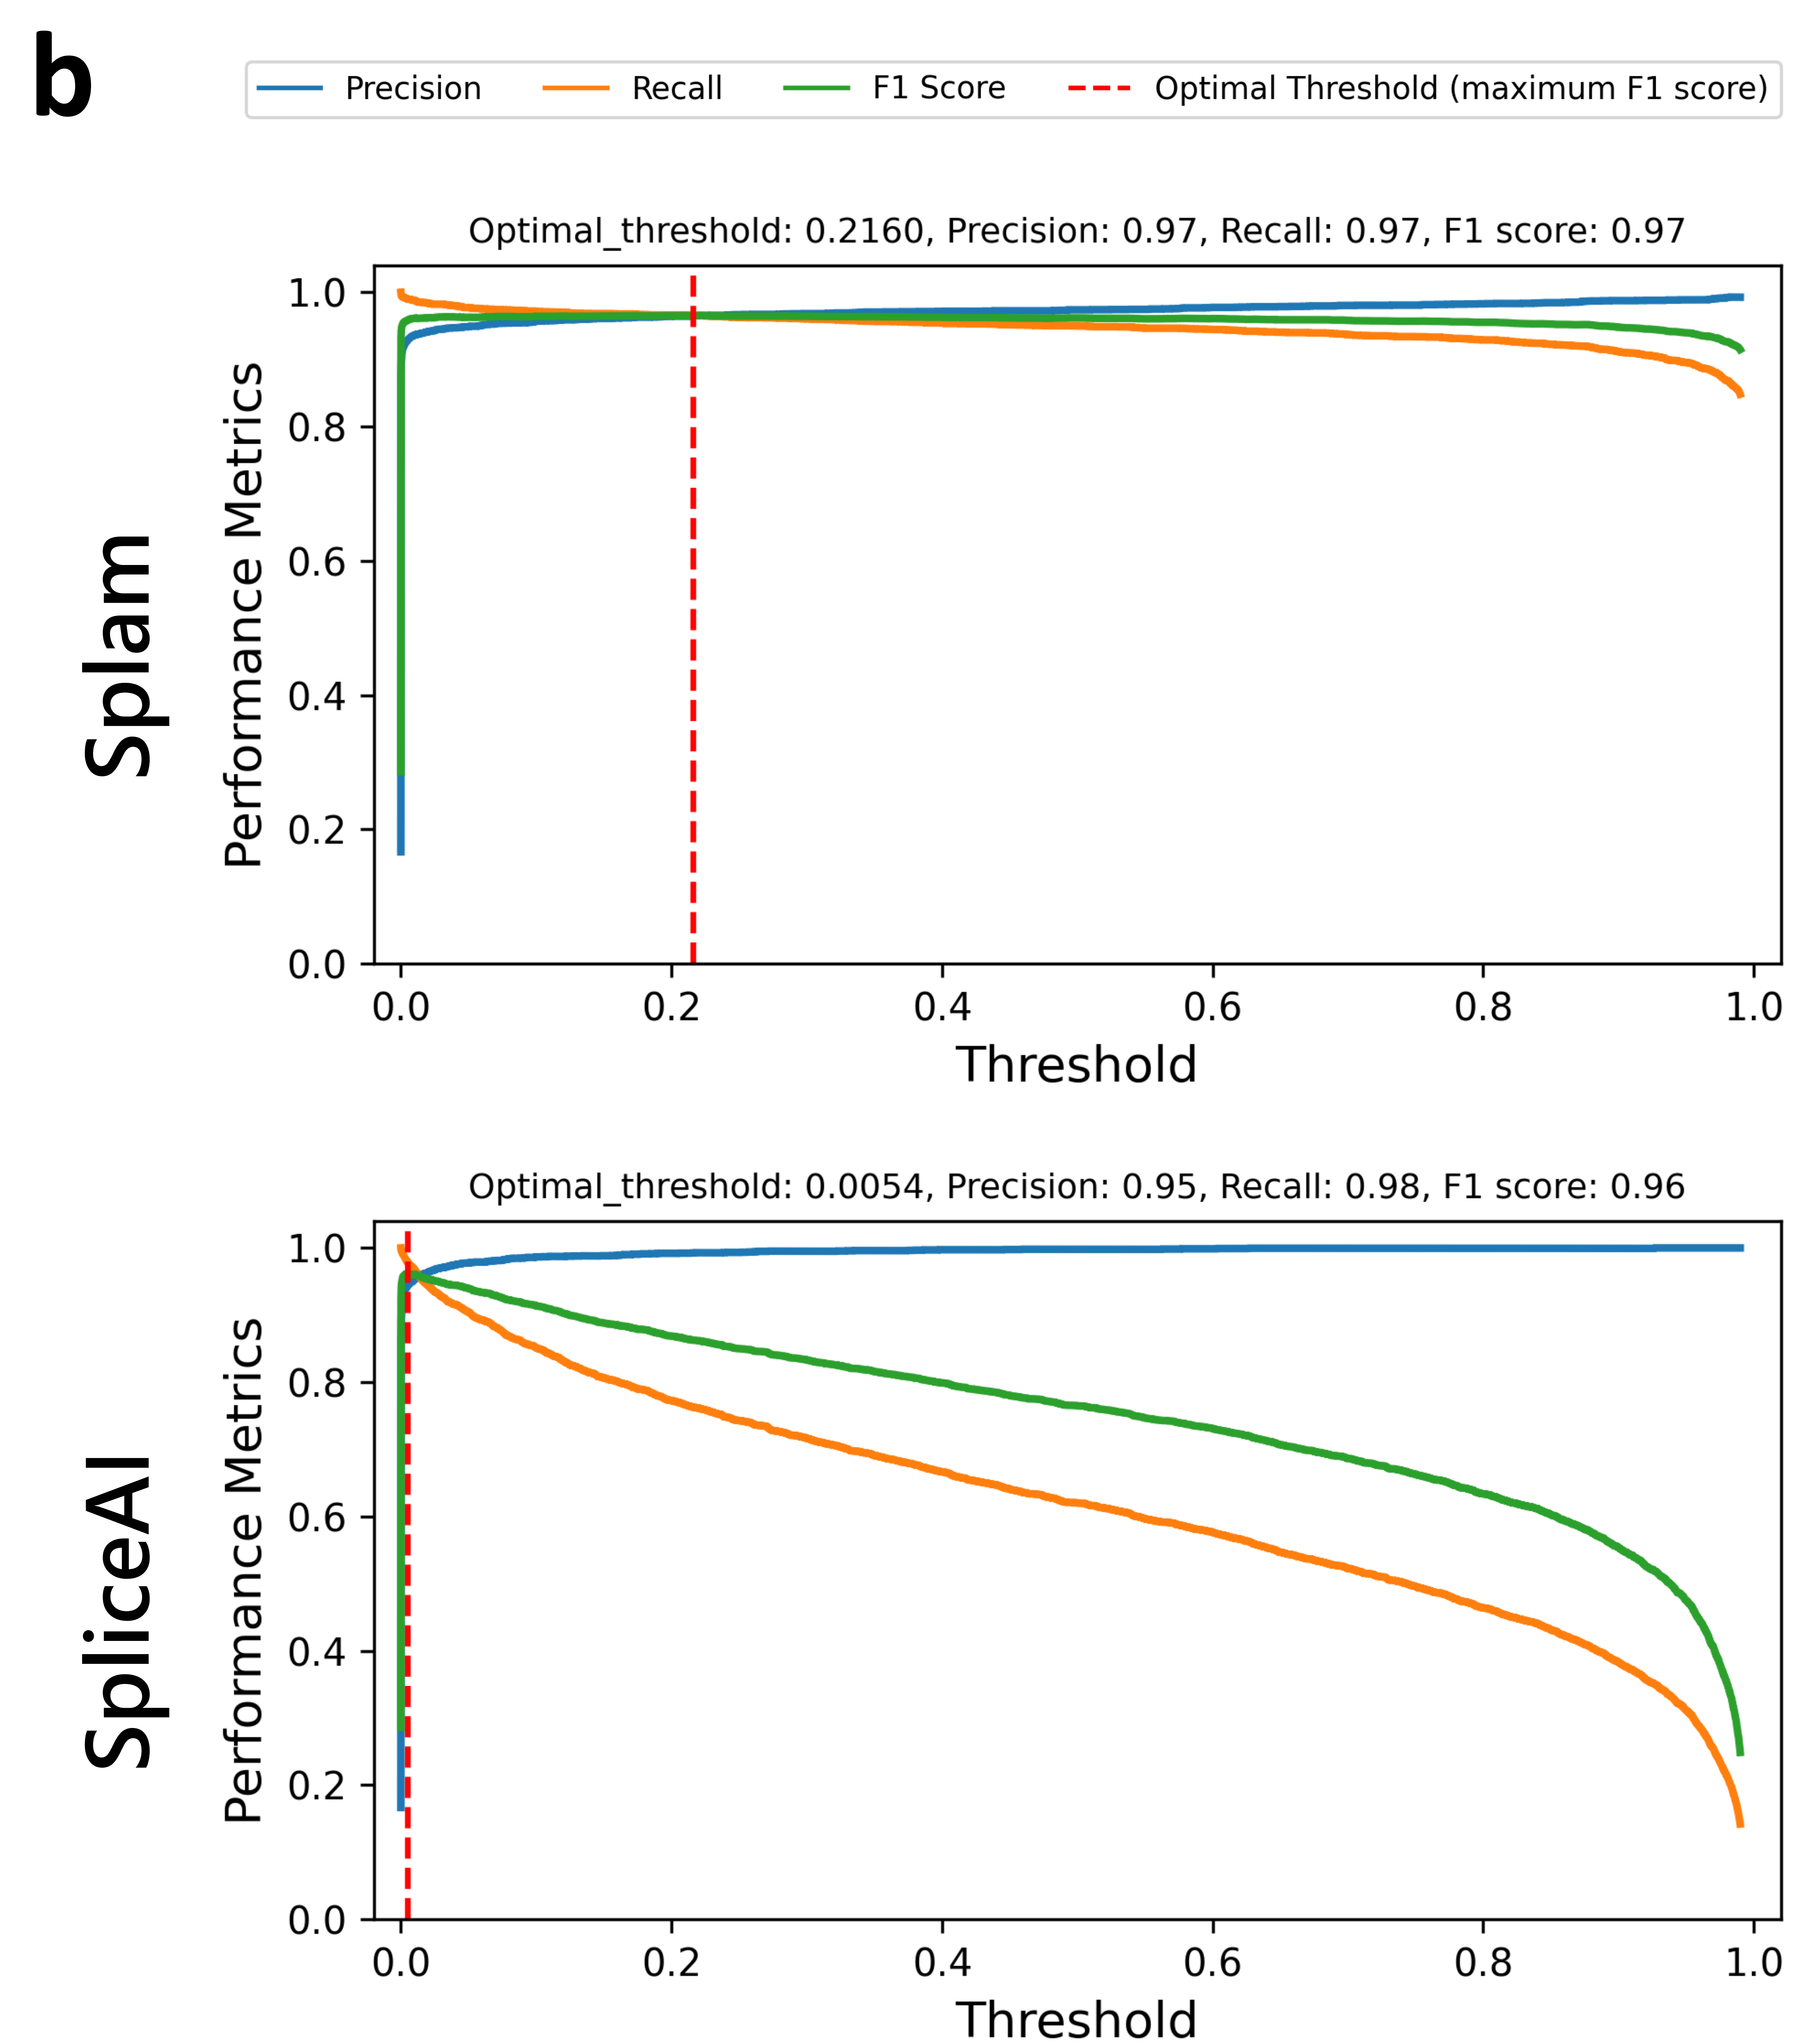 b
Precision Recall F1 Score Optimal Threshold (maximum F1 score)
Splam
Optimal_threshold: 0.2160, Precision: 0.97, Recall: 0.97, F1 score: 0.97
Performance Metrics
1.0
0.8
0.6
0.4
0.2
0.0
0.0 0.2 0.4 0.6 0.8 1.0
Threshold
SpliceAI
Optimal_threshold: 0.0054, Precision: 0.95, Recall: 0.98, F1 score: 0.96
Performance Metrics
1.0
0.8
0.6
0.4
0.2
0.0
0.0 0.2 0.4 0.6 0.8 1.0
Threshold